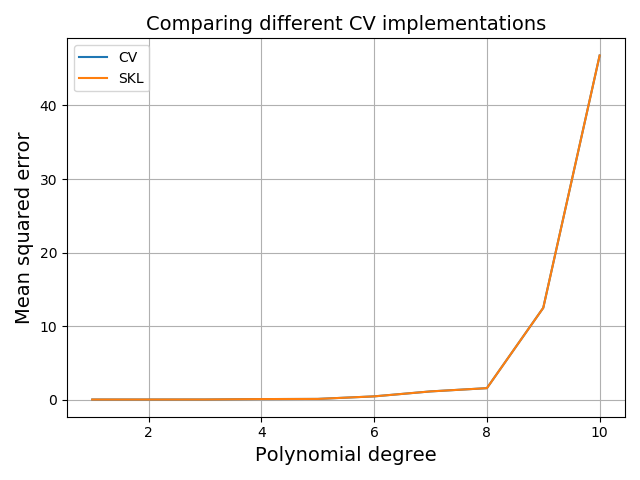 Comparing different CV implementations
CV
SKL
Mean squared error
40
30
20
10
0
2 4 6 8 10
Polynomial degree